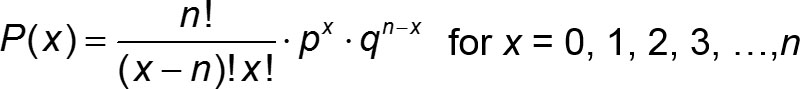 P(x) = n! / (x – n)! x! · p^x · q^(n–x) for x = 0, 1, 2, 3, …,n